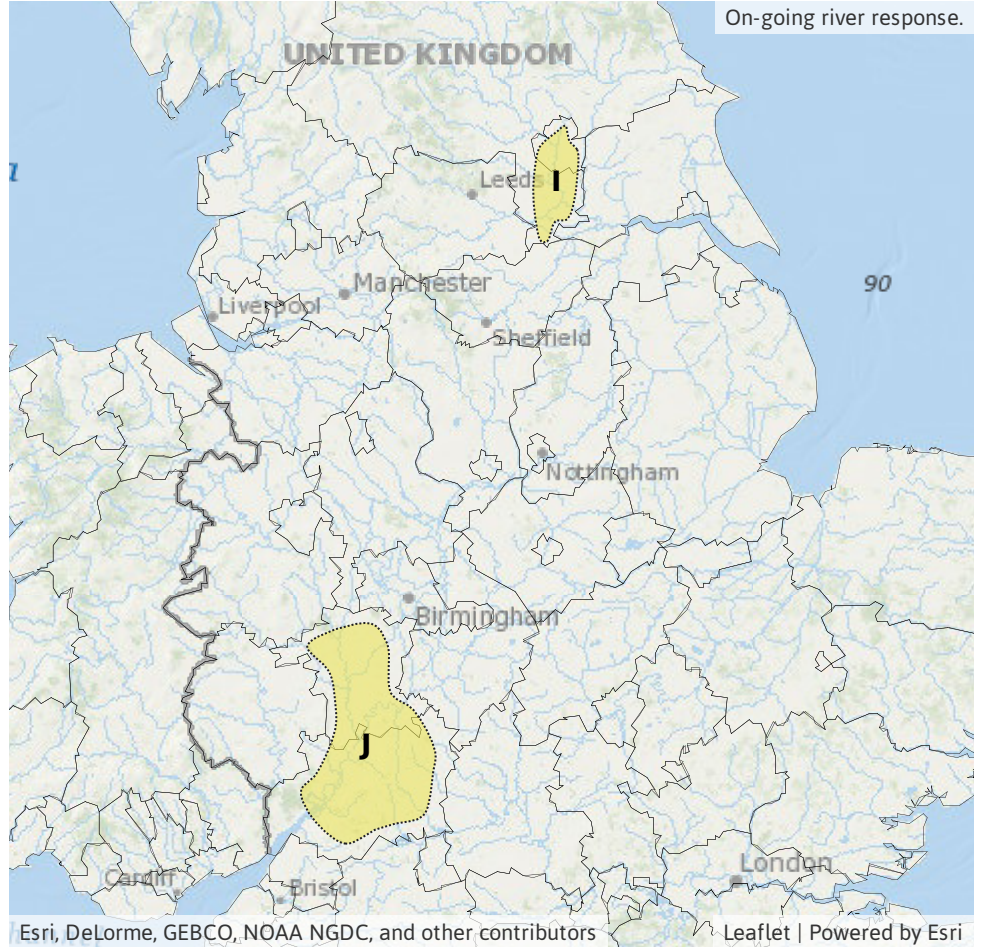 On-going river response.
UNITED KINGDOM
Leeds
I
Manchester
Liverpool
90
Sheffield
Nottingham
Birmingham
J
London
Cardiff
Bristol
Esri, DeLorme, GEBCO, NOAA NGDC, and other contributors
Leaflet | Powered by Esri